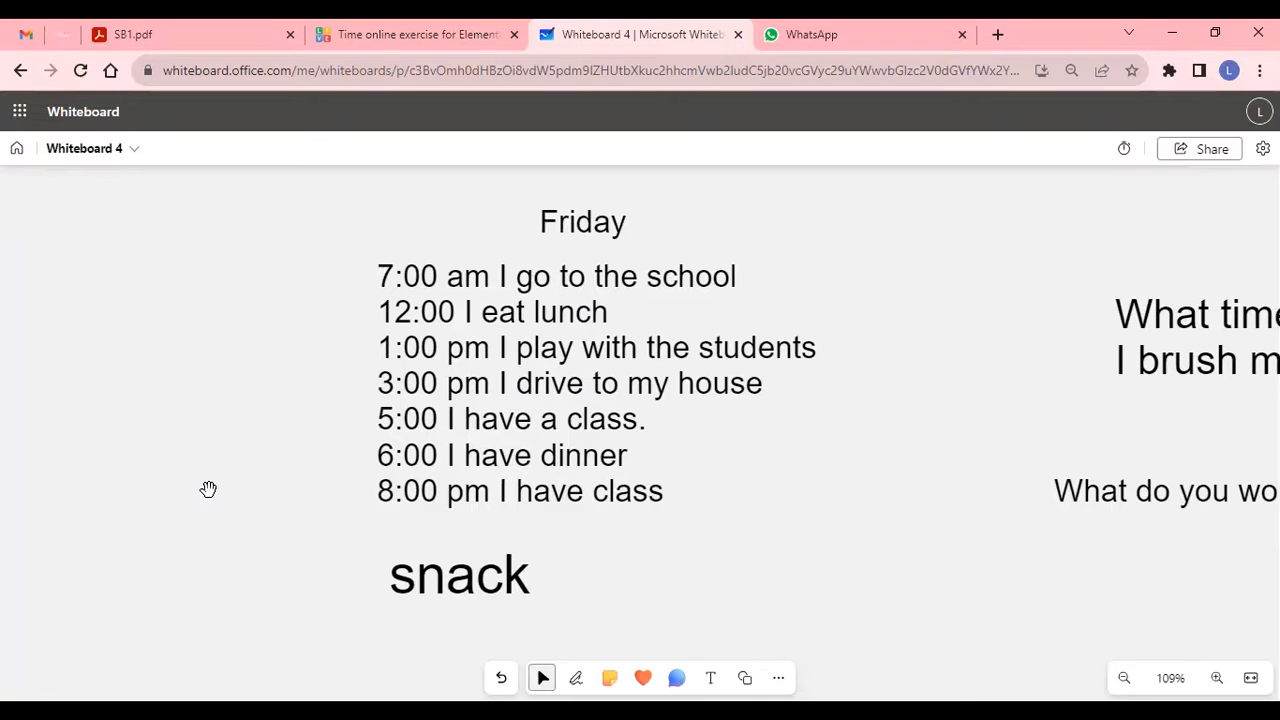 SB1.pdf
Time online exercise for Element
Whiteboard 4 | Microsoft Whiteb
WhatsApp
Whiteboard
L
Whiteboard 4
Share
Friday
7:00 am I go to the school
12:00 I eat lunch
1:00 pm I play with the students
3:00 pm I drive to my house
5:00 I have a class.
6:00 I have dinner
8:00 pm I have class
snack
What time
I brush m
What do you wo
109%